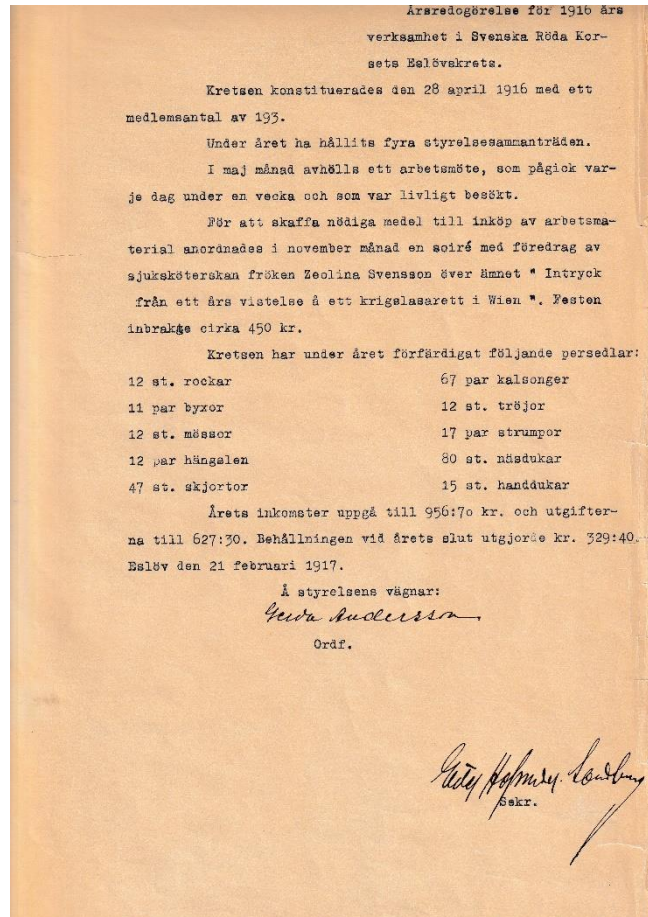 Årsredogörelse för 1916 års
verksamhet i Svenska Röda Kor-
sets Eslövskrets.
Kretsen konstituerades den 28 april 1916 med ett
medlemsantal av 193.
Under året ha hållits fyra styrelsesammanträden.
I maj månad avhölls ett arbetsmöte, som pågick var-
je dag under en vecka och som var livligt besökt.
För att skaffa nödiga medel till inköp av arbetsma-
terial anordnades i november månad en soiré med föredrag av
sjuksköterskan fröken Zeolina Svensson över ämnet " Intryck
från ett års vistelse å ett krigslasarett i Wien ". Festen
inbragte cirka 450 kr.
Kretsen har under året förfärdigat följande persedlar:
12 st. rockar 67 par kalsonger
11 par byxor 12 st. tröjor
12 st. mössor 17 par strumpor
12 par hängslen 80 st. näsdukar
47 st. skjortor 15 st. handdukar
Årets inkomster uppgå till 956:70 kr. och utgifter-
na till 627:30. Behållningen vid årets slut utgjorde kr. 329:40.
Eslöv den 21 februari 1917.
Å styrelsens vägnar:
Gerda Andersson
Ordf.
Sekr.